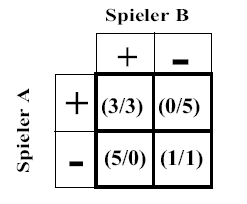 Spieler B
+ -
Spieler A
+ (3/3) (0/5)
- (5/0) (1/1)